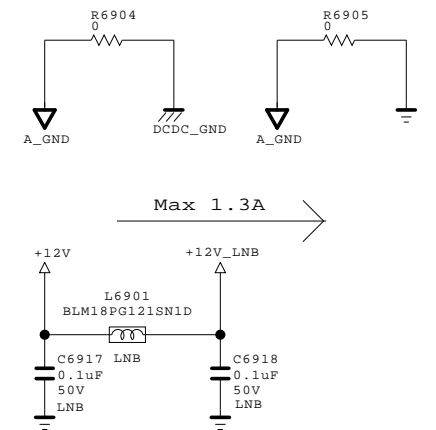 R6904
0
R6905
0
A_GND
DCDC_GND
A_GND
Max 1.3A
+12V
+12V_LNB
L6901
BLM18PG121SN1D
LNB
C6917
0.1uF
50V
LNB
C6918
0.1uF
50V
LNB